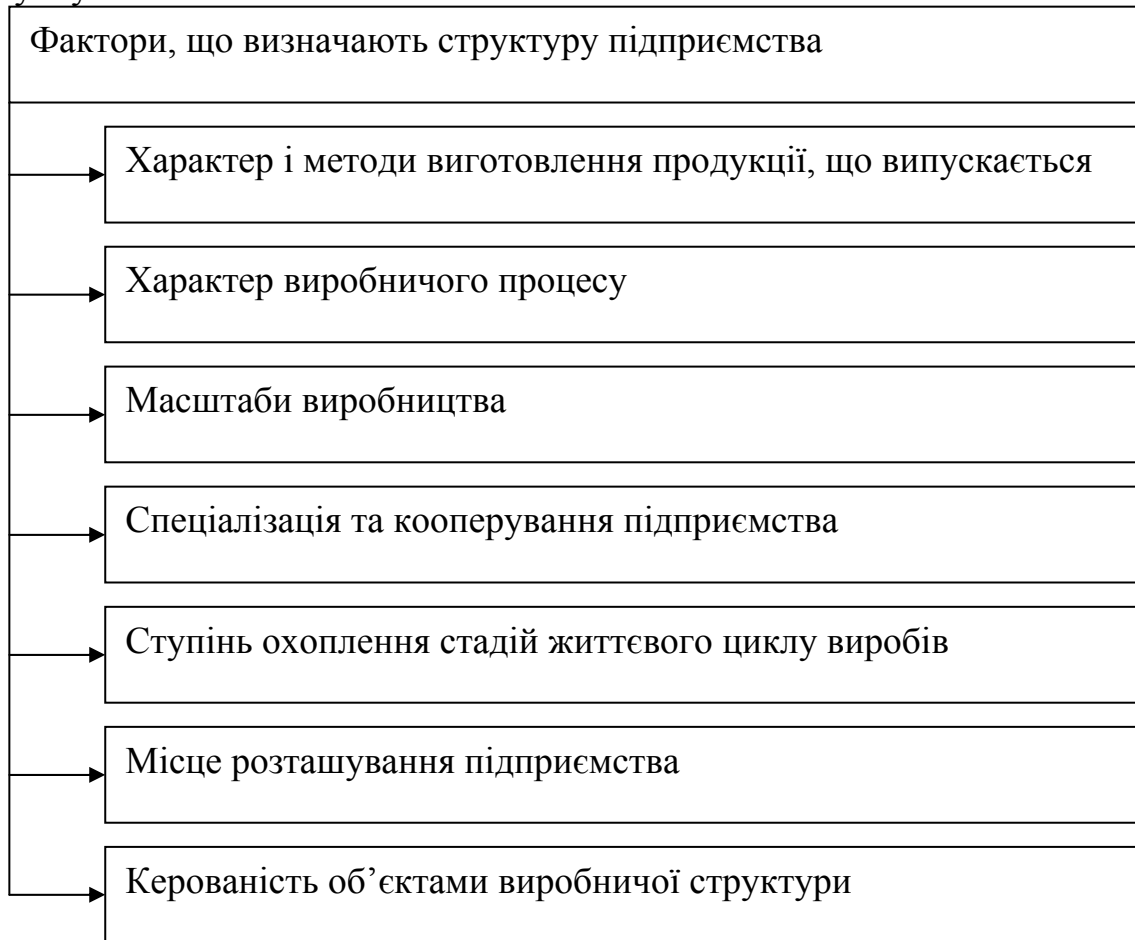 Фактори, що визначають структуру підприємства
Характер і методи виготовлення продукції, що випускається
Характер виробничого процесу
Масштаби виробництва
Спеціалізація та кооперування підприємства
Ступінь охоплення стадій життєвого циклу виробів
Місце розташування підприємства
Керованість об’єктами виробничої структури